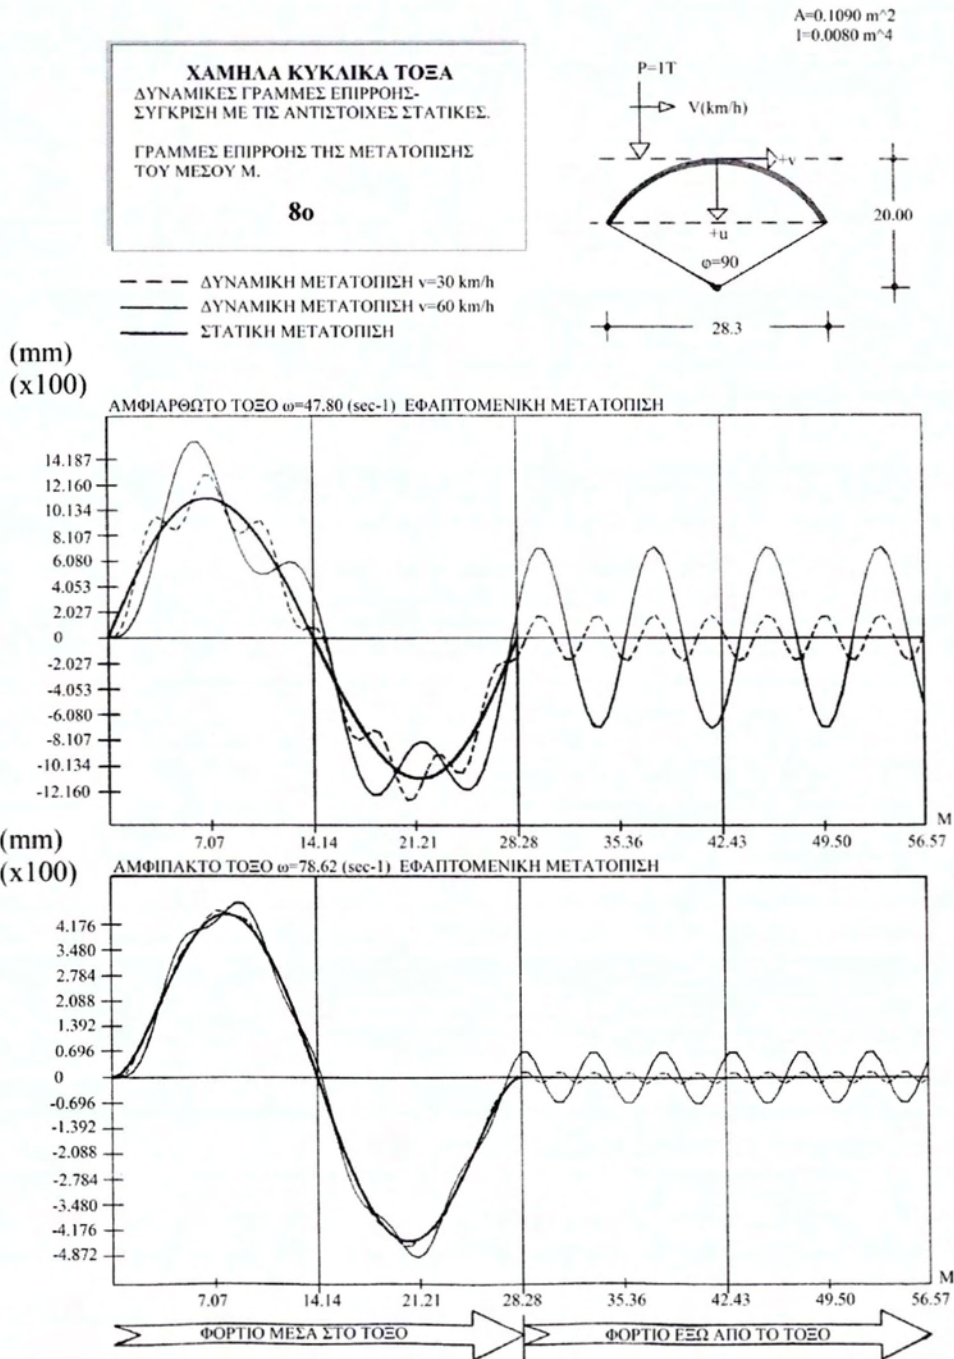 A=0.1090 m^2
I=0.0080 m^4
ΧΑΜΗΛΑ ΚΥΚΛΙΚΑ ΤΟΞΑ
ΔΥΝΑΜΙΚΕΣ ΓΡΑΜΜΕΣ ΕΠΙΡΡΟΗΣ-
ΣΥΓΚΡΙΣΗ ΜΕ ΤΙΣ ΑΝΤΙΣΤΟΙΧΕΣ ΣΤΑΤΙΚΕΣ.
ΓΡΑΜΜΕΣ ΕΠΙΡΡΟΗΣ ΤΗΣ ΜΕΤΑΤΟΠΙΣΗΣ
ΤΟΥ ΜΕΣΟΥ Μ.
8ο
P=1T
V(km/h)
+v
+u
20.00
φ=90
28.3
ΔΥΝΑΜΙΚΗ ΜΕΤΑΤΟΠΙΣΗ v=30 km/h
ΔΥΝΑΜΙΚΗ ΜΕΤΑΤΟΠΙΣΗ v=60 km/h
ΣΤΑΤΙΚΗ ΜΕΤΑΤΟΠΙΣΗ
(mm)
(x100)
ΑΜΦΙΑΡΘΩΤΟ ΤΟΞΟ ω=47.80 (sec-1) ΕΦΑΠΤΟΜΕΝΙΚΗ ΜΕΤΑΤΟΠΙΣΗ
14.187
12.160
10.134
8.107
6.080
4.053
2.027
0
-2.027
-4.053
-6.080
-8.107
-10.134
-12.160
M
7.07 14.14 21.21 28.28 35.36 42.43 49.50 56.57
(mm)
(x100)
ΑΜΦΙΠΑΚΤΟ ΤΟΞΟ ω=78.62 (sec-1) ΕΦΑΠΤΟΜΕΝΙΚΗ ΜΕΤΑΤΟΠΙΣΗ
4.176
3.480
2.784
2.088
1.392
0.696
0
-0.696
-1.392
-2.088
-2.784
-3.480
-4.176
-4.872
M
7.07 14.14 21.21 28.28 35.36 42.43 49.50 56.57
ΦΟΡΤΙΟ ΜΕΣΑ ΣΤΟ ΤΟΞΟ ΦΟΡΤΙΟ ΕΞΩ ΑΠΟ ΤΟ ΤΟΞΟ